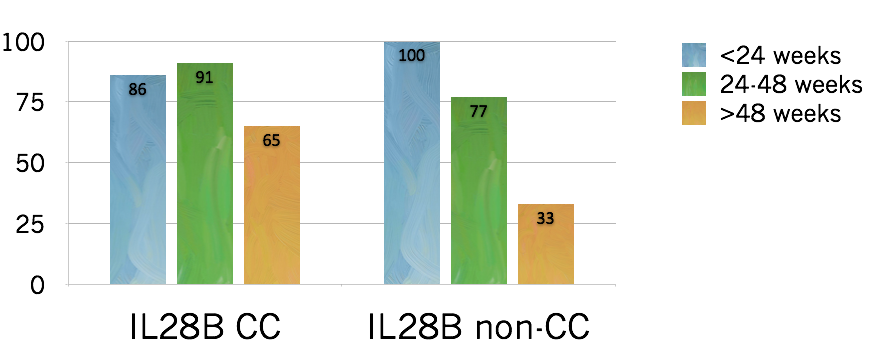 100
75
50
25
0
86
91
65
100
77
33
IL28B CC
IL28B non-CC
<24 weeks
24-48 weeks
>48 weeks